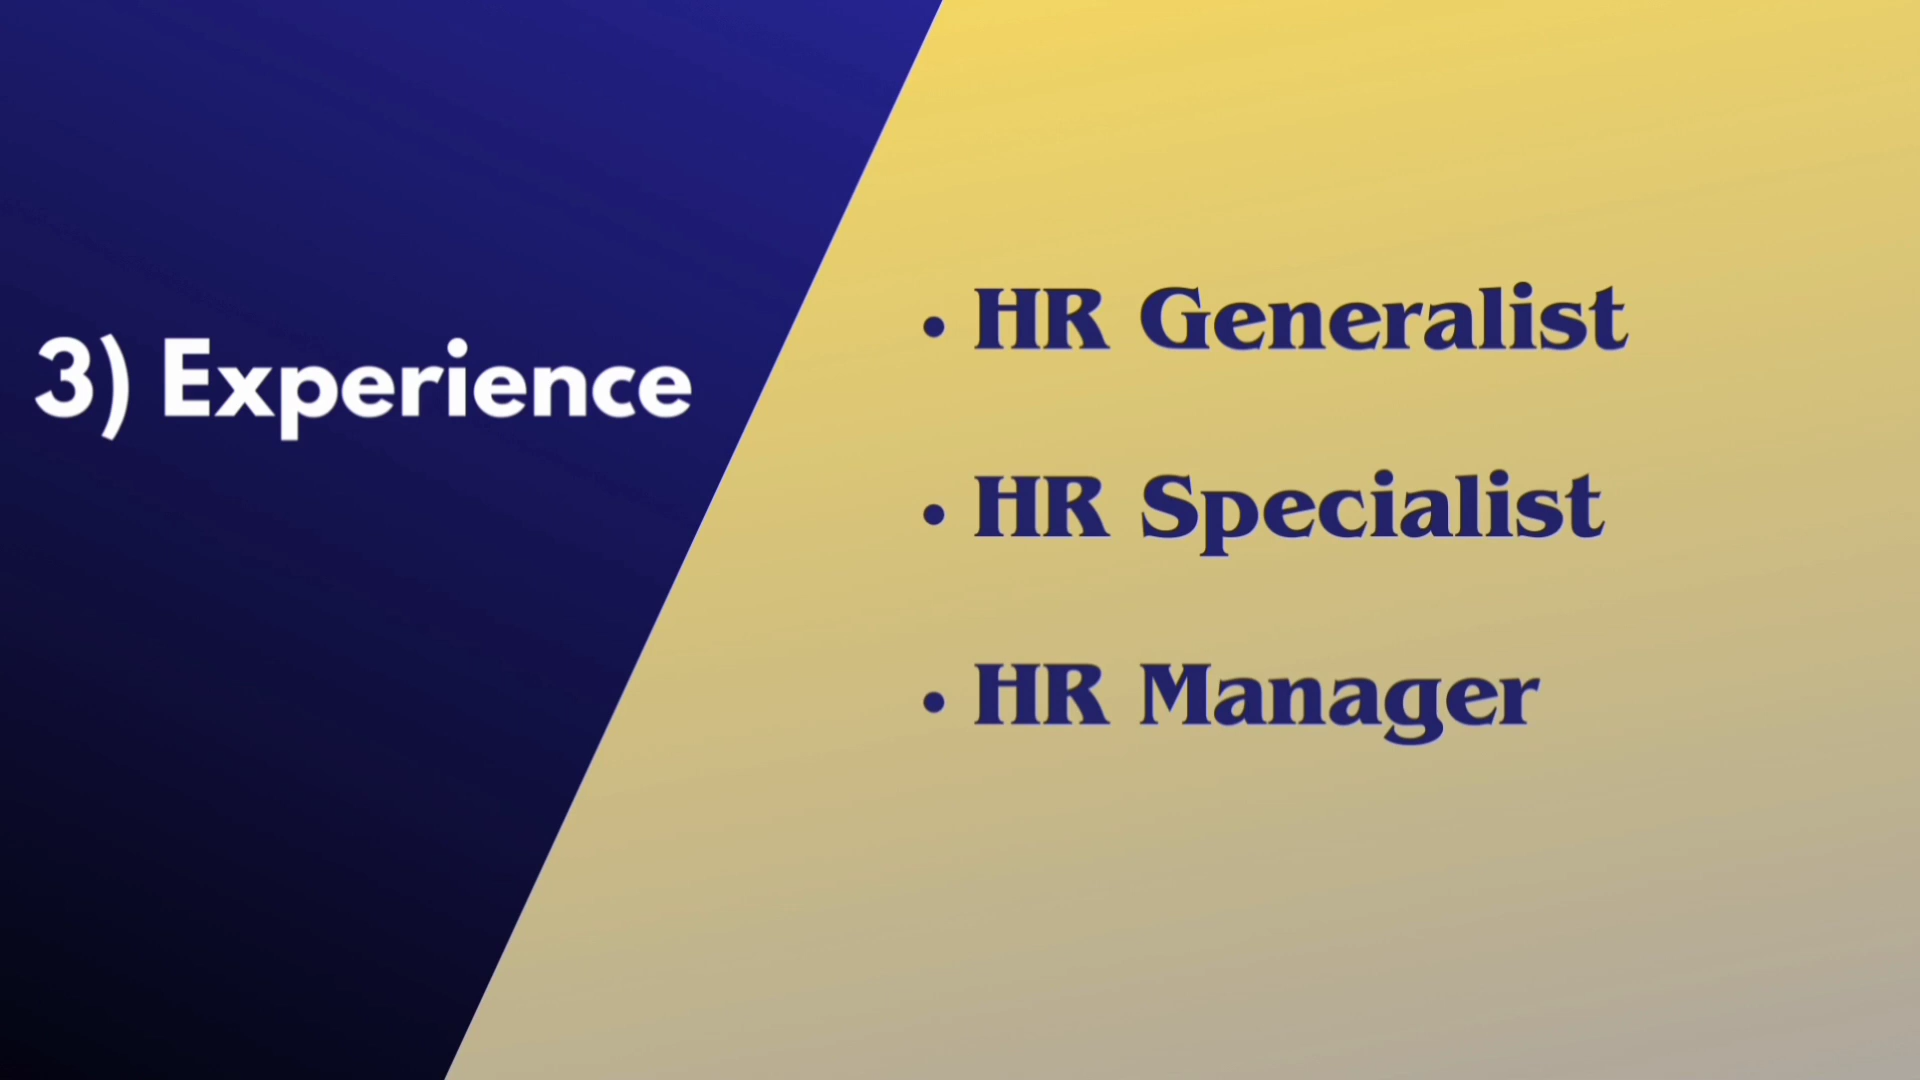 3) Experience
• HR Generalist
• HR Specialist
• HR Manager